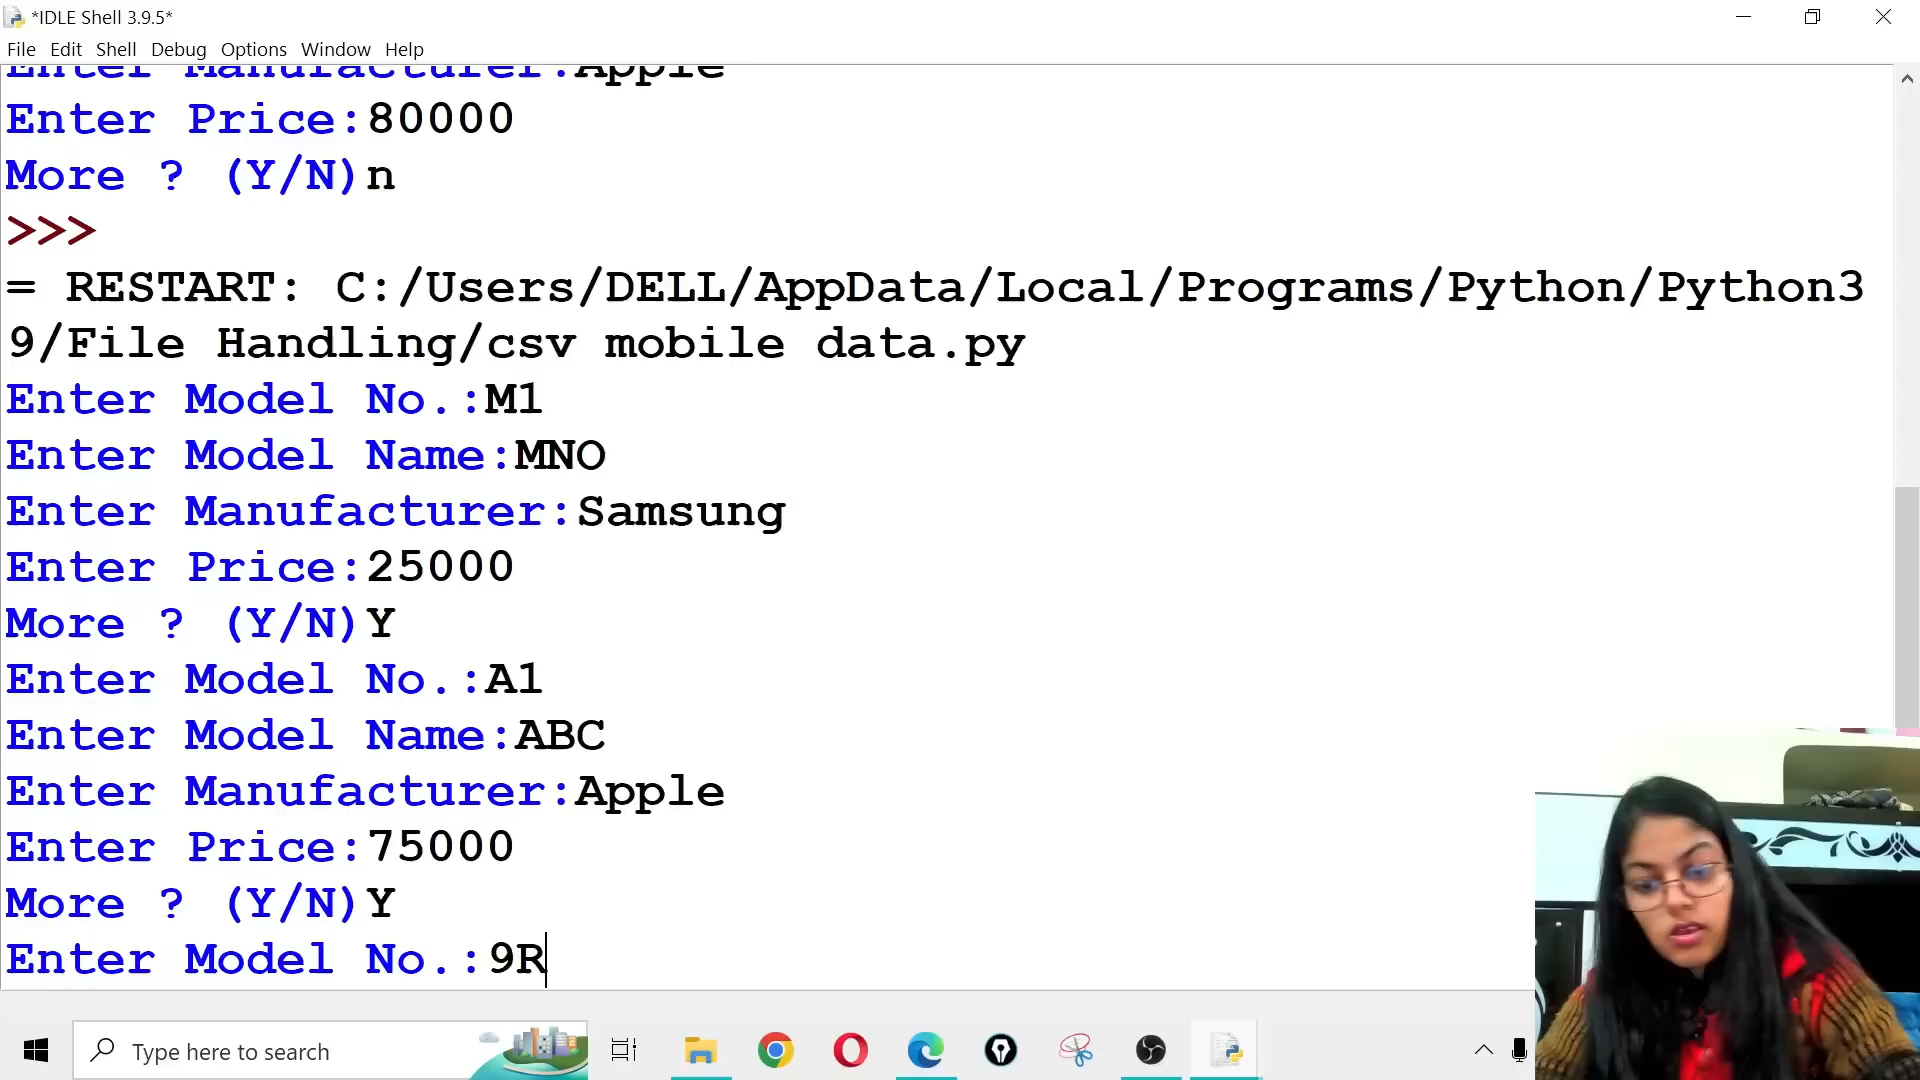 *IDLE Shell 3.9.5*
File Edit Shell Debug Options Window Help
Enter Manufacturer:Apple
Enter Price:80000
More ? (Y/N)n
>>>
= RESTART: C:/Users/DELL/AppData/Local/Programs/Python/Python3
9/File Handling/csv mobile data.py
Enter Model No.:M1
Enter Model Name:MNO
Enter Manufacturer:Samsung
Enter Price:25000
More ? (Y/N)Y
Enter Model No.:A1
Enter Model Name:ABC
Enter Manufacturer:Apple
Enter Price:75000
More ? (Y/N)Y
Enter Model No.:9R
Type here to search